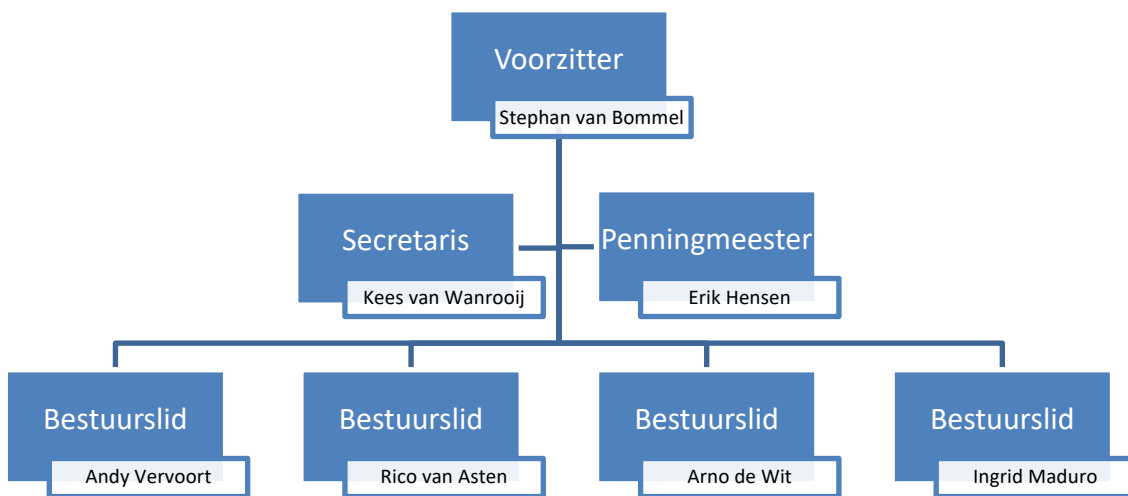 Voorzitter
Stephan van Bommel
Secretaris
Kees van Wanrooij
Penningmeester
Erik Hensen
Bestuurslid
Andy Vervoort
Bestuurslid
Rico van Asten
Bestuurslid
Arno de Wit
Bestuurslid
Ingrid Maduro